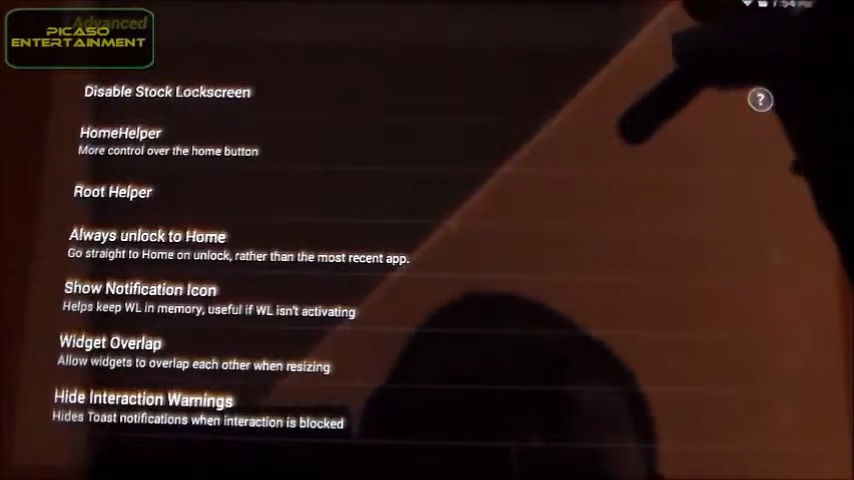 Advanced
7:54 PM
PICASO
ENTERTAINMENT
Disable Stock Lockscreen
?
HomeHelper
More control over the home button
Root Helper
Always unlock to Home
Go straight to Home on unlock, rather than the most recent app.
Show Notification Icon
Helps keep WL in memory, useful if WL isn't activating
Widget Overlap
Allow widgets to overlap each other when resizing
Hide Interaction Warnings
Hides Toast notifications when interaction is blocked